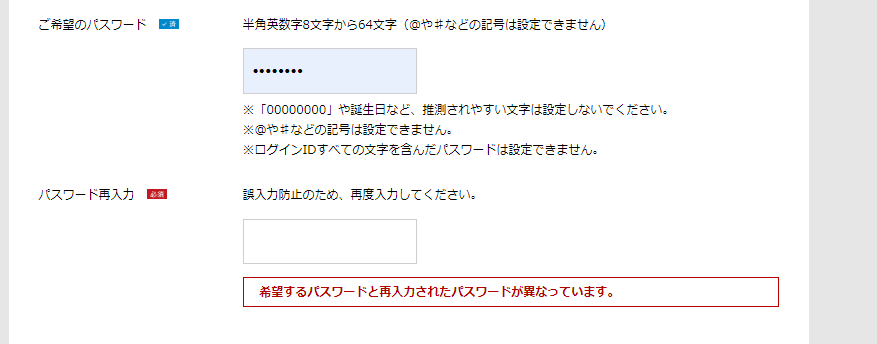 ご希望のパスワード ✓ 済 半角英数字8文字から64文字（@や＃などの記号は設定できません）
••••••••
※「00000000」や誕生日など、推測されやすい文字は設定しないでください。
※@や＃などの記号は設定できません。
※ログインIDすべての文字を含んだパスワードは設定できません。
パスワード再入力 必須 誤入力防止のため、再度入力してください。
希望するパスワードと再入力されたパスワードが異なっています。